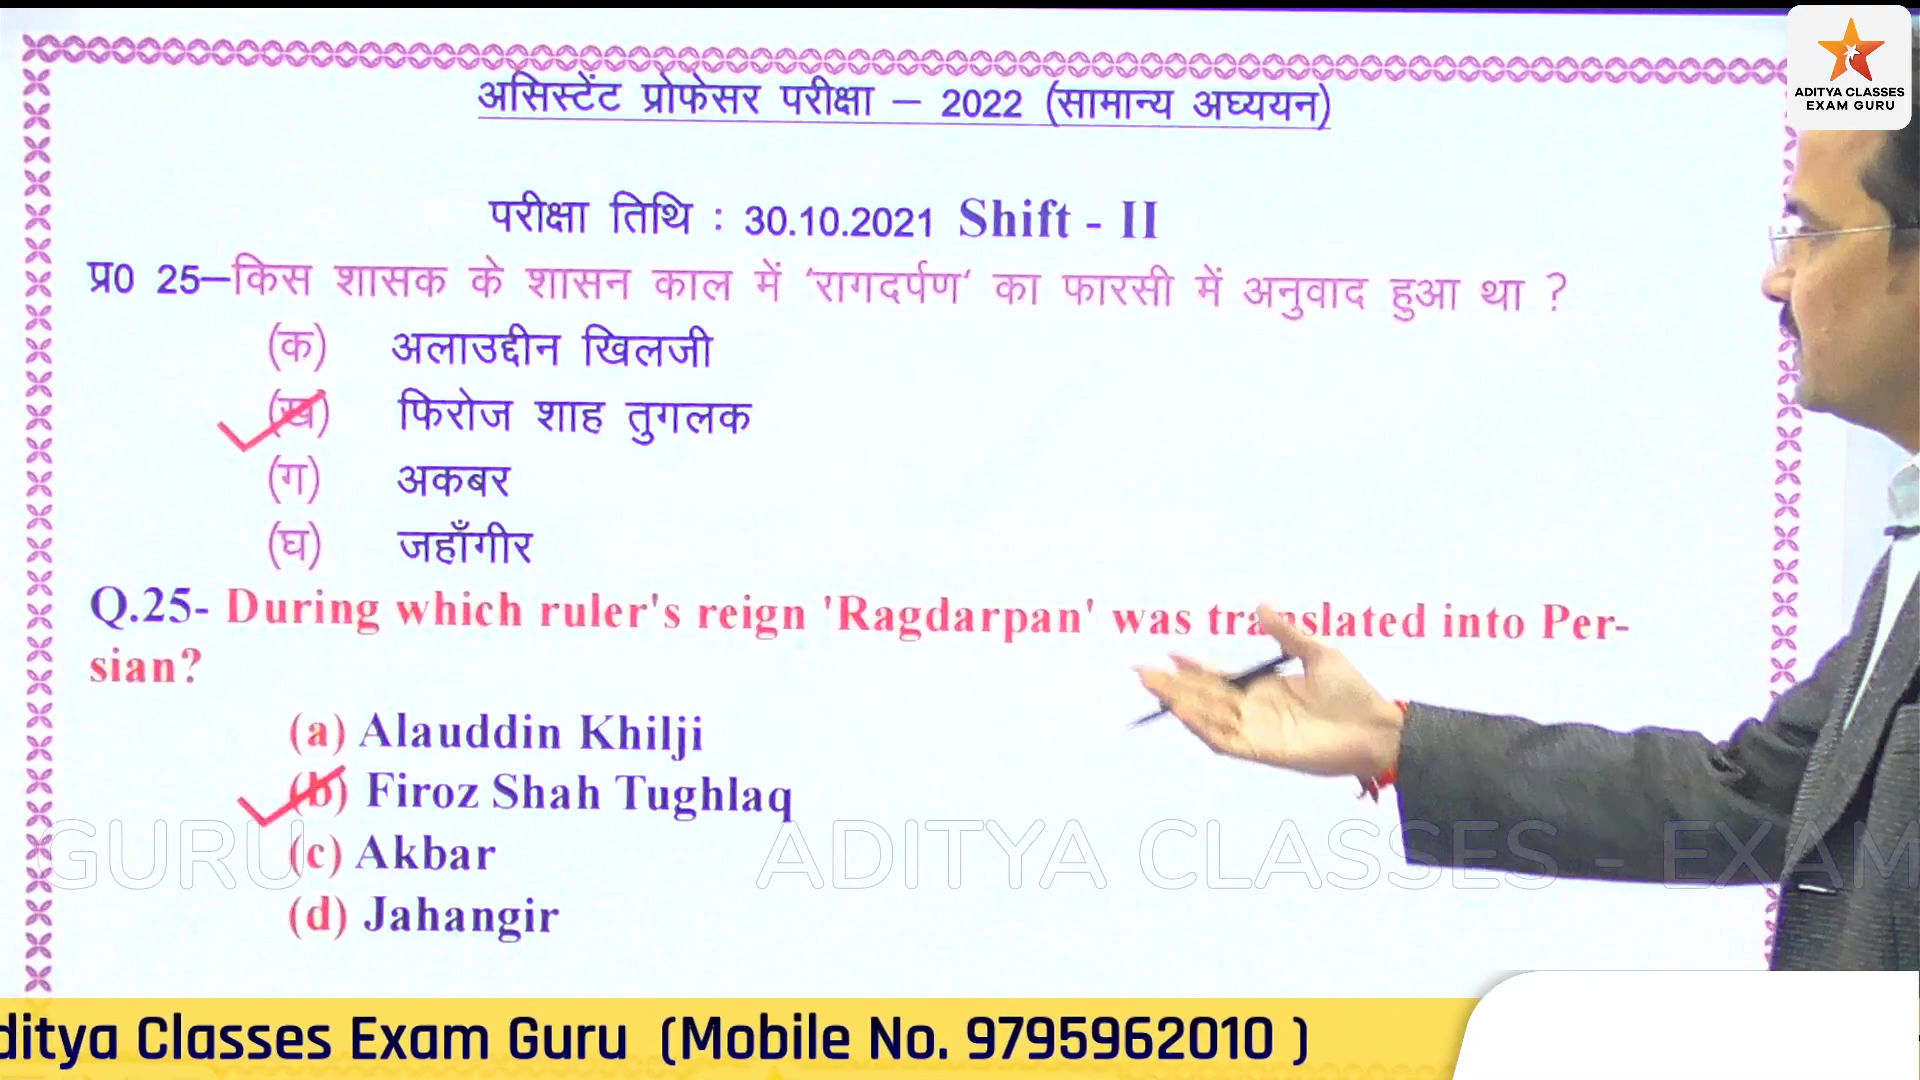 ADITYA CLASSES
EXAM GURU
असिस्टेंट प्रोफेसर परीक्षा – 2022 (सामान्य अघ्ययन)
परीक्षा तिथि : 30.10.2021 Shift - II
प्र0 25–किस शासक के शासन काल में ‘रागदर्पण’ का फारसी में अनुवाद हुआ था ?
(क) अलाउद्दीन खिलजी
(ख) फिरोज शाह तुगलक
(ग) अकबर
(घ) जहाँगीर
Q.25- During which ruler's reign 'Ragdarpan' was translated into Per-
sian?
(a) Alauddin Khilji
(b) Firoz Shah Tughlaq
GURU ADITYA CLASSES - EXAM
(c) Akbar
(d) Jahangir
ditya Classes Exam Guru (Mobile No. 9795962010 )